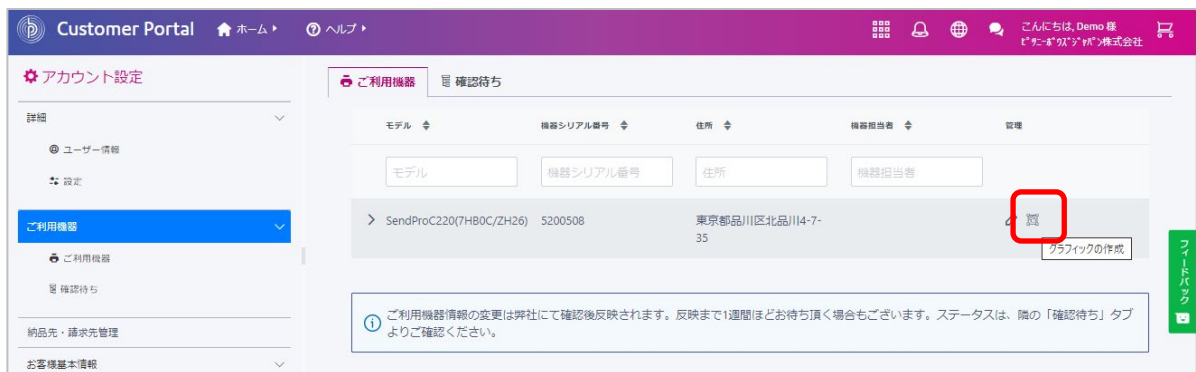 Customer Portal ホーム ヘルプ こんにちは, Demo 様
ﾋﾟﾂﾆｰﾎﾞｳｽﾞｼﾞｬﾊﾟﾝ株式会社
アカウント設定
詳細
ユーザー情報
設定
ご利用機器
ご利用機器
確認待ち
納品先・請求先管理
お客様基本情報
ご利用機器 確認待ち
モデル 機器シリアル番号 住所 機器担当者 管理
モデル 機器シリアル番号 住所 機器担当者
SendProC220(7HB0C/ZH26) 5200508 東京都品川区北品川4-7-
35
グラフィックの作成
ご利用機器情報の変更は弊社にて確認後反映されます。反映まで1週間ほどお待ち頂く場合もございます。ステータスは、隣の「確認待ち」タブ
よりご確認ください。
フィードバック